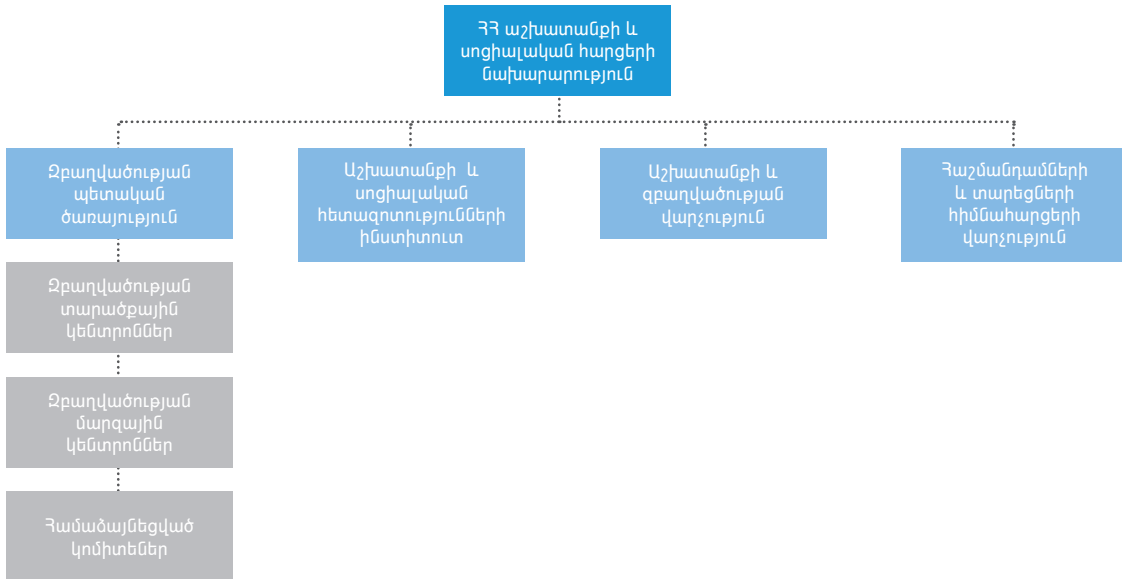 ՀՀ աշխատանքի և
սոցիալական հարցերի
նախարարություն
Զբաղվածության
պետական
ծառայություն
Աշխատանքի և
սոցիալական
հետազոտությունների
ինստիտուտ
Աշխատանքի և
զբաղվածության
վարչություն
Հաշմանդամների
և տարեցների
հիմնահարցերի
վարչություն
Զբաղվածության
տարածքային
կենտրոններ
Զբաղվածության
մարզային
կենտրոններ
Համաձայնեցված
կոմիտեներ